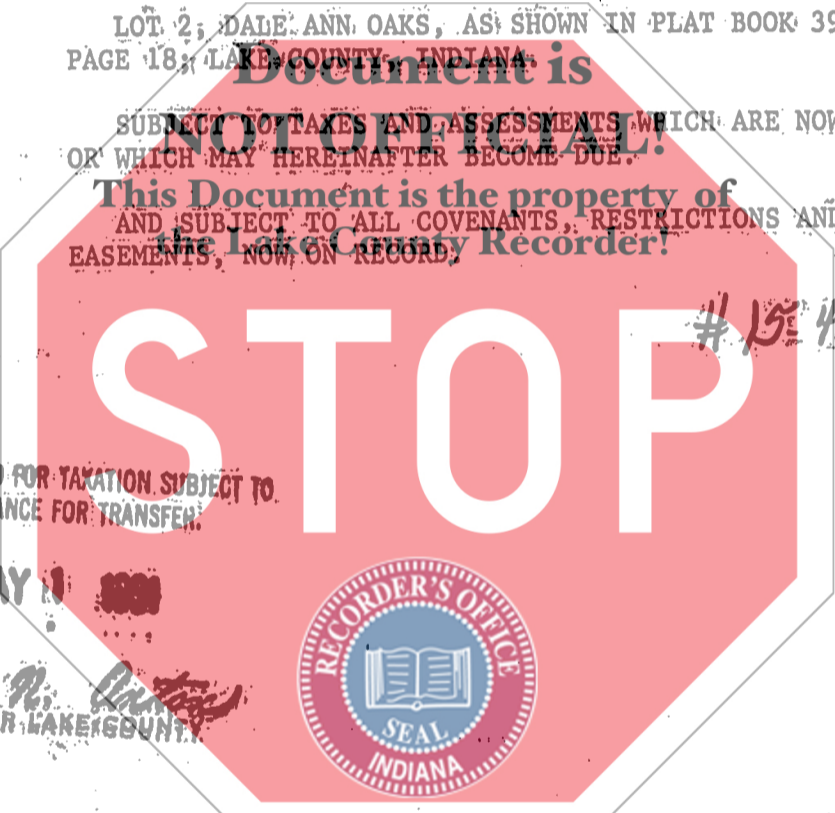 LOT 2, DALE ANN OAKS, AS SHOWN IN PLAT BOOK 39
PAGE 18, LAKE COUNTY, INDIANA.
Document is
SUBJECT TO TAXES AND ASSESSMENTS WHICH ARE NOW
NOT OFFICIAL!
OR WHICH MAY HEREINAFTER BECOME DUE.
This Document is the property of
AND SUBJECT TO ALL COVENANTS, RESTRICTIONS AND
the Lake County Recorder!
EASEMENTS, NOW ON RECORD.
# 15
STOP
FOR TAXATION SUBJECT TO
ANCE FOR TRANSFER.
RECORDER'S OFFICE
SEAL
INDIANA
R LAKE COUNTY